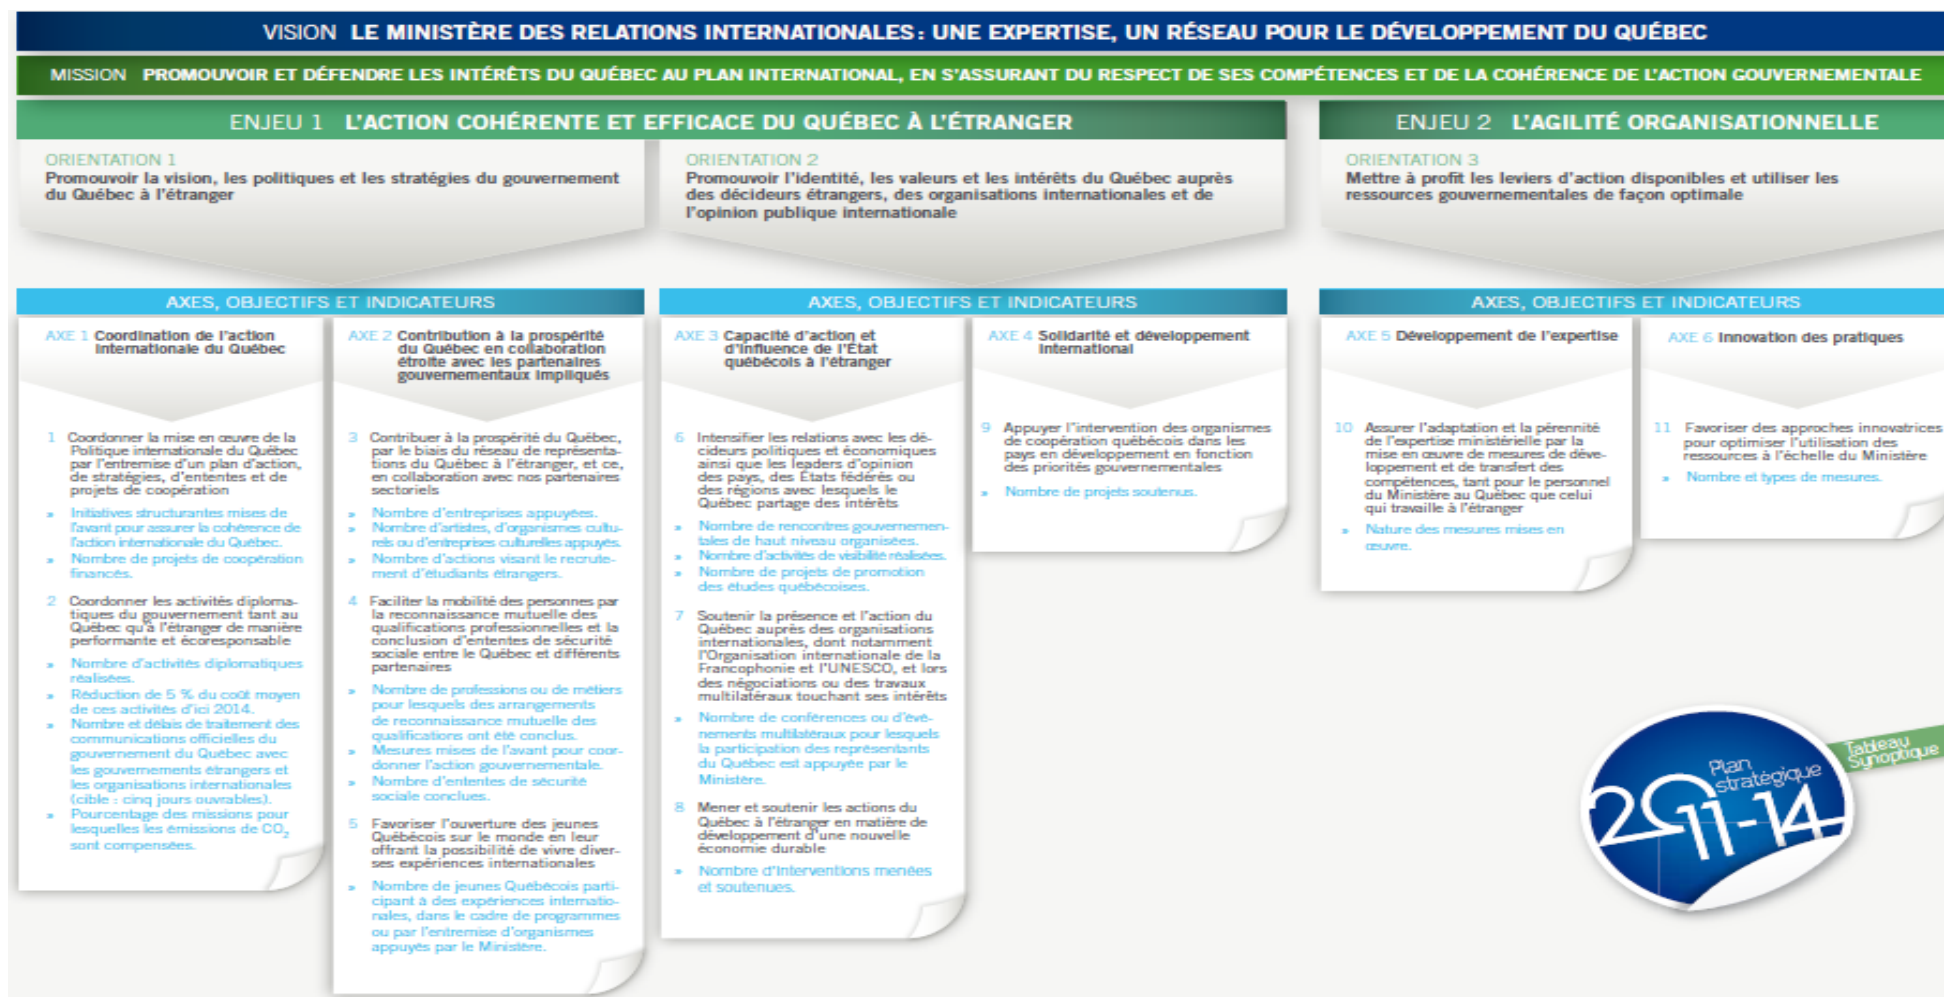 VISION LE MINISTÈRE DES RELATIONS INTERNATIONALES : UNE EXPERTISE, UN RÉSEAU POUR LE DÉVELOPPEMENT DU QUÉBEC
MISSION PROMOUVOIR ET DÉFENDRE LES INTÉRÊTS DU QUÉBEC AU PLAN INTERNATIONAL, EN S'ASSURANT DU RESPECT DE SES COMPÉTENCES ET DE LA COHÉRENCE DE L'ACTION GOUVERNEMENTALE
ENJEU 1 L'ACTION COHÉRENTE ET EFFICACE DU QUÉBEC À L'ÉTRANGER
ORIENTATION 1
Promouvoir la vision, les politiques et les stratégies du gouvernement
du Québec à l'étranger
AXES, OBJECTIFS ET INDICATEURS
AXE 1 Coordination de l'action
internationale du Québec
1 Coordonner la mise en œuvre de la
Politique internationale du Québec
par l'entremise d'un plan d'action,
de stratégies, d'ententes et de
projets de coopération
» Initiatives structurantes mises de
l'avant pour assurer la cohérence de
l'action internationale du Québec.
» Nombre de projets de coopération
financés.
2 Coordonner les activités diploma-
tiques du gouvernement tant au
Québec qu'à l'étranger de manière
performante et écoresponsable
» Nombre d'activités diplomatiques
réalisées.
» Réduction de 5 % du coût moyen
de ces activités d'ici 2014.
» Nombre et délais de traitement des
communications officielles du
gouvernement du Québec avec
les gouvernements étrangers et
les organisations internationales
(cible : cinq jours ouvrables).
» Pourcentage des missions pour
lesquelles les émissions de CO₂
sont compensées.
AXE 2 Contribution à la prospérité
du Québec en collaboration
étroite avec les partenaires
gouvernementaux impliqués
3 Contribuer à la prospérité du Québec,
par le biais du réseau de représenta-
tions du Québec à l'étranger, et ce,
en collaboration avec nos partenaires
sectoriels
» Nombre d'entreprises appuyées.
» Nombre d'artistes, d'organismes cultu-
rels ou d'entreprises culturelles appuyés.
» Nombre d'actions visant le recrute-
ment d'étudiants étrangers.
4 Faciliter la mobilité des personnes par
la reconnaissance mutuelle des
qualifications professionnelles et la
conclusion d'ententes de sécurité
sociale entre le Québec et différents
partenaires
» Nombre de professions ou de métiers
pour lesquels des arrangements
de reconnaissance mutuelle des
qualifications ont été conclus.
» Mesures mises de l'avant pour coor-
donner l'action gouvernementale.
» Nombre d'ententes de sécurité
sociale conclues.
5 Favoriser l'ouverture des jeunes
Québécois sur le monde en leur
offrant la possibilité de vivre diver-
ses expériences internationales
» Nombre de jeunes Québécois parti-
cipant à des expériences internatio-
nales, dans le cadre de programmes
ou par l'entremise d'organismes
appuyés par le Ministère.
ORIENTATION 2
Promouvoir l'identité, les valeurs et les intérêts du Québec auprès
des décideurs étrangers, des organisations internationales et de
l'opinion publique internationale
AXES, OBJECTIFS ET INDICATEURS
AXE 3 Capacité d'action et
d'influence de l'État
québécois à l'étranger
6 Intensifier les relations avec les dé-
cideurs politiques et économiques
ainsi que les leaders d'opinion
des pays, des États fédérés ou
des régions avec lesquels le
Québec partage des intérêts
» Nombre de rencontres gouvernemen-
tales de haut niveau organisées.
» Nombre d'activités de visibilité réalisées.
» Nombre de projets de promotion
des études québécoises.
7 Soutenir la présence et l'action du
Québec auprès des organisations
internationales, dont notamment
l'Organisation internationale de la
Francophonie et l'UNESCO, et lors
des négociations ou des travaux
multilatéraux touchant ses intérêts
» Nombre de conférences ou d'évé-
nements multilatéraux pour lesquels
la participation des représentants
du Québec est appuyée par le
Ministère.
8 Mener et soutenir les actions du
Québec à l'étranger en matière de
développement d'une nouvelle
économie durable
» Nombre d'Interventions menées
et soutenues.
AXE 4 Solidarité et développement
international
9 Appuyer l'intervention des organismes
de coopération québécois dans les
pays en développement en fonction
des priorités gouvernementales
» Nombre de projets soutenus.
ENJEU 2 L'AGILITÉ ORGANISATIONNELLE
ORIENTATION 3
Mettre à profit les leviers d'action disponibles et utiliser les
ressources gouvernementales de façon optimale
AXES, OBJECTIFS ET INDICATEURS
AXE 5 Développement de l'expertise
10 Assurer l'adaptation et la pérennité
de l'expertise ministérielle par la
mise en œuvre de mesures de déve-
loppement et de transfert des
compétences, tant pour le personnel
du Ministère au Québec que celui
qui travaille à l'étranger
» Nature des mesures mises en
œuvre.
AXE 6 Innovation des pratiques
11 Favoriser des approches innovatrices
pour optimiser l'utilisation des
ressources à l'échelle du Ministère
» Nombre et types de mesures.
Plan
stratégique
2011-14
Tableau
Synoptique